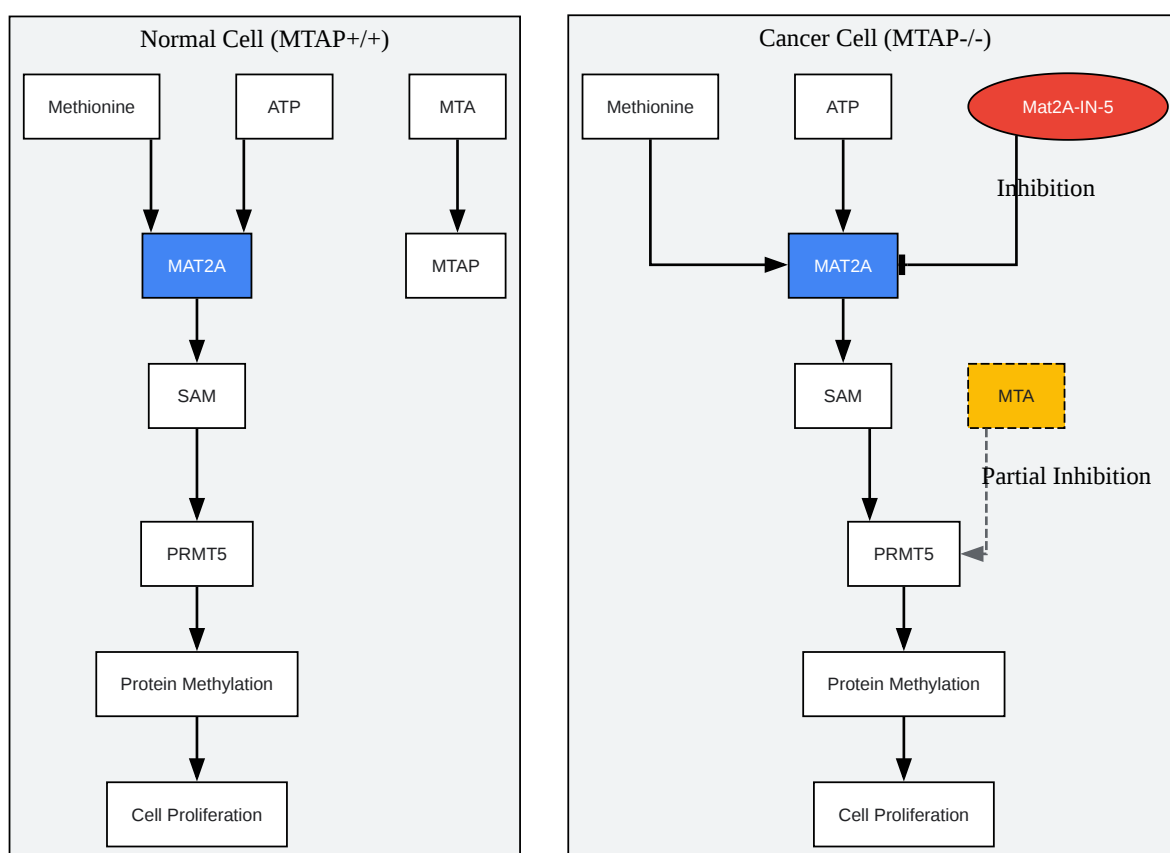 Normal Cell (MTAP+/+)
Methionine
ATP
MTA
MAT2A
MTAP
SAM
PRMT5
Protein Methylation
Cell Proliferation
Cancer Cell (MTAP-/-)
Methionine
ATP
Mat2A-IN-5
Inhibition
MAT2A
SAM
MTA
Partial Inhibition
PRMT5
Protein Methylation
Cell Proliferation